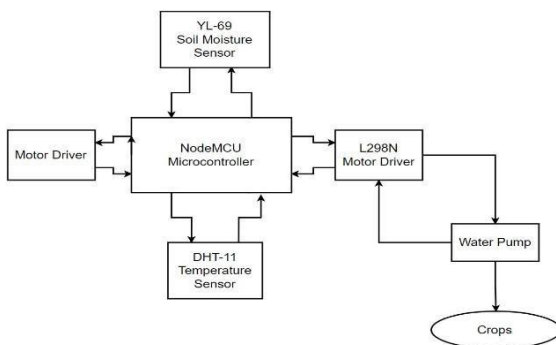 YL-69
Soil Moisture
Sensor
Motor Driver
NodeMCU
Microcontroller
L298N
Motor Driver
DHT-11
Temperature
Sensor
Water Pump
Crops